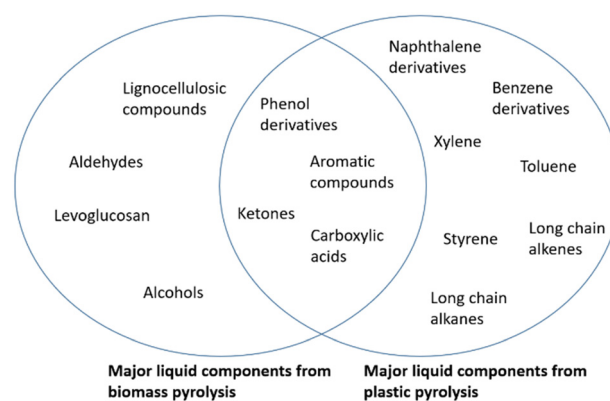 Lignocellulosic
compounds
Aldehydes
Levoglucosan
Alcohols
Phenol
derivatives
Aromatic
compounds
Ketones
Carboxylic
acids
Naphthalene
derivatives
Benzene
derivatives
Xylene
Toluene
Styrene
Long chain
alkenes
Long chain
alkanes
Major liquid components from
biomass pyrolysis
Major liquid components from
plastic pyrolysis